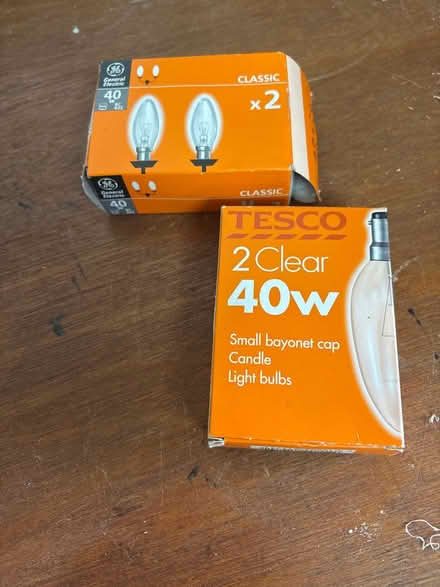 GE
General
Electric
40
W
CLASSIC
x2
GE
General
Electric
40
CLASSIC
TESCO
2 Clear
40w
Small bayonet cap
Candle
Light bulbs